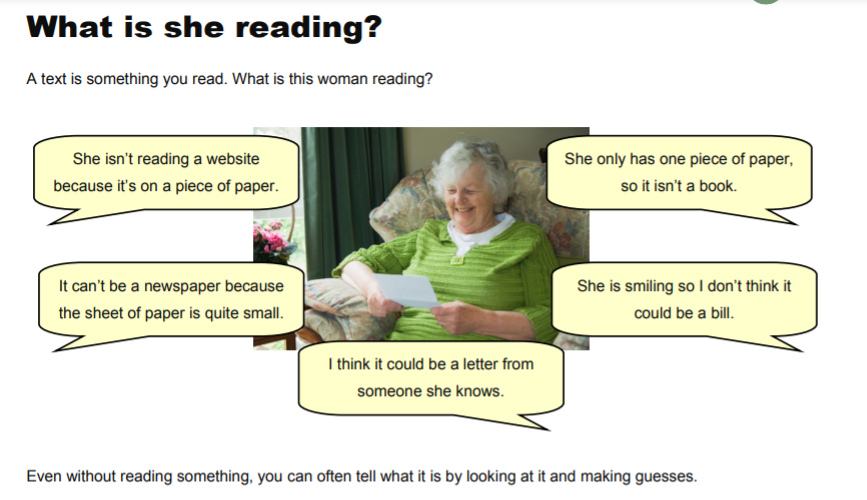 What is she reading?
A text is something you read. What is this woman reading?
She isn't reading a website
because it's on a piece of paper.
She only has one piece of paper,
so it isn't a book.
It can't be a newspaper because
the sheet of paper is quite small.
She is smiling so I don't think it
could be a bill.
I think it could be a letter from
someone she knows.
Even without reading something, you can often tell what it is by looking at it and making guesses.